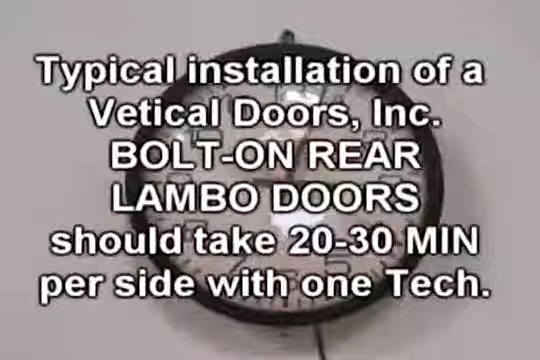 Typical installation of a
Vetical Doors, Inc.
BOLT-ON REAR
LAMBO DOORS
should take 20-30 MIN
per side with one Tech.